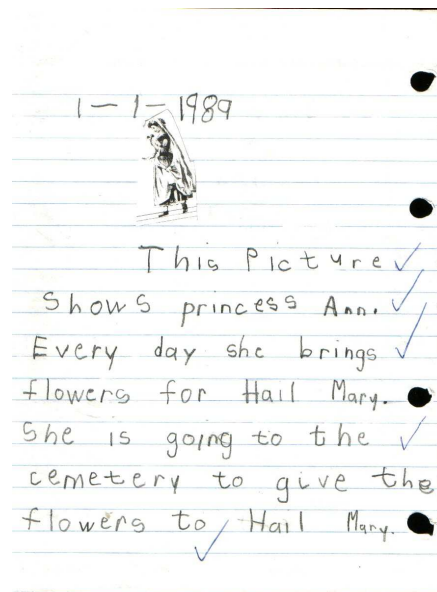 1-1-1989
This Picture
Shows princess Ann.
Every day she brings
flowers for Hail Mary.
She is going to the
cemetery to give the
flowers to Hail Mary.